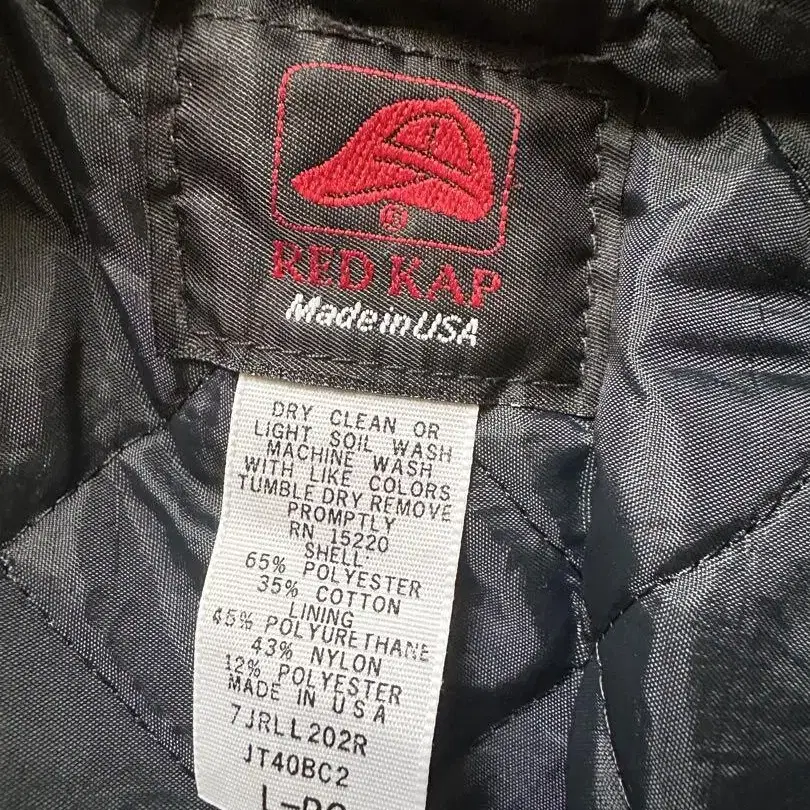 RED KAP
Made in USA
DRY CLEAN OR
LIGHT SOIL WASH
MACHINE WASH
WITH LIKE COLORS
TUMBLE DRY REMOVE
PROMPTLY
RN 15220
SHELL:
65% POLYESTER
35% COTTON
LINING
45% POLYURETHANE
43% NYLON
12% POLYESTER
MADE IN USA
7JRLL202R
JT40BC2